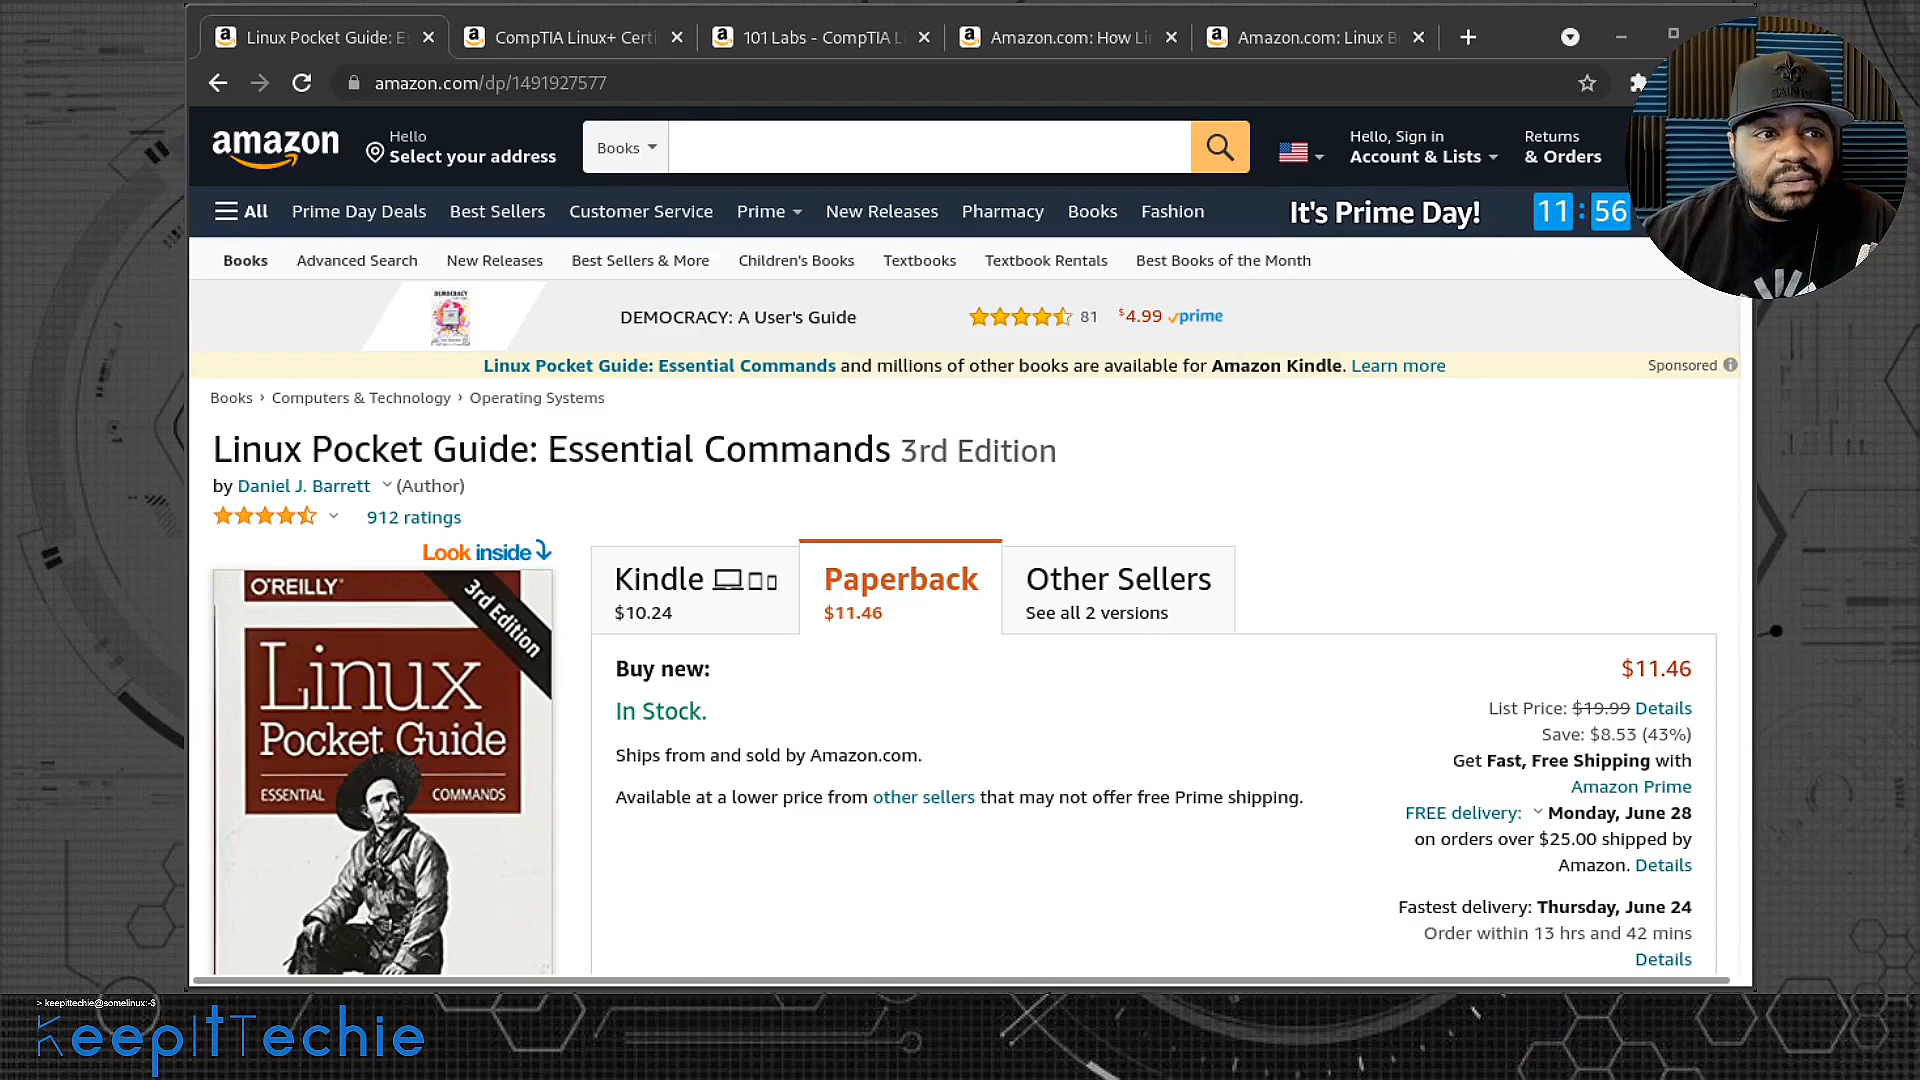 Linux Pocket Guide: Es
CompTIA Linux+ Certi
101 Labs - CompTIA L
Amazon.com: How Li
Amazon.com: Linux B
amazon.com/dp/1491927577
amazon
Hello
Select your address
Books
Hello, Sign in
Account & Lists
Returns
& Orders
All
Prime Day Deals
Best Sellers
Customer Service
Prime
New Releases
Pharmacy
Books
Fashion
It's Prime Day!
11 : 56
SAINTS
Books
Advanced Search
New Releases
Best Sellers & More
Children's Books
Textbooks
Textbook Rentals
Best Books of the Month
DEMOCRACY
DEMOCRACY: A User's Guide
81
$4.99 prime
Linux Pocket Guide: Essential Commands and millions of other books are available for Amazon Kindle. Learn more
Sponsored
Books › Computers & Technology › Operating Systems
Linux Pocket Guide: Essential Commands 3rd Edition
by Daniel J. Barrett (Author)
912 ratings
Look inside
O'REILLY®
3rd Edition
Linux
Pocket Guide
ESSENTIAL COMMANDS
Kindle
$10.24
Paperback
$11.46
Other Sellers
See all 2 versions
Buy new:
$11.46
In Stock.
List Price: $19.99 Details
Save: $8.53 (43%)
Ships from and sold by Amazon.com.
Get Fast, Free Shipping with
Amazon Prime
Available at a lower price from other sellers that may not offer free Prime shipping.
FREE delivery: Monday, June 28
on orders over $25.00 shipped by
Amazon. Details
Fastest delivery: Thursday, June 24
Order within 13 hrs and 42 mins
Details
> keepittechie@somelinux:~$
KeepItTechie